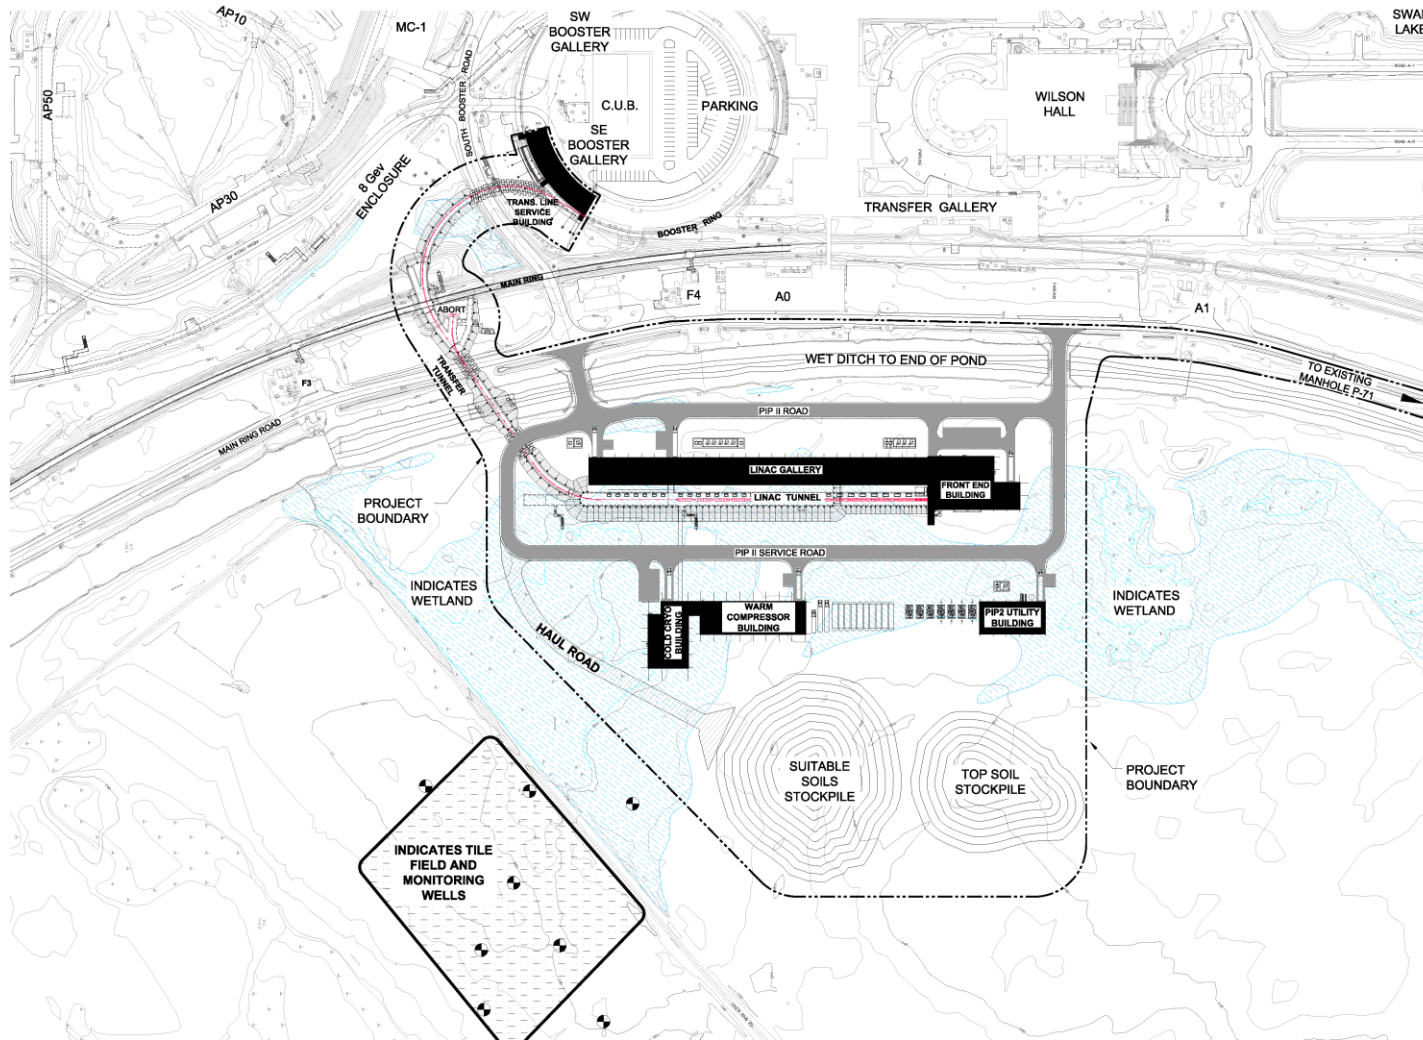 AP10
MC-1
SW
BOOSTER
GALLERY
SWAN
LAKE
AP50
SOUTH BOOSTER ROAD
C.U.B.
PARKING
WILSON
HALL
SE
BOOSTER
GALLERY
8 Gev
ENCLOSURE
AP30
TRANS. LINE
SERVICE
BUILDING
TRANSFER GALLERY
BOOSTER RING
MAIN RING
F4
A0
A1
ABORT
WET DITCH TO END OF POND
TO EXISTING
MANHOLE P-71
TRANSFER
TUNNEL
F3
PIP II ROAD
MAIN RING ROAD
LINAC GALLERY
FRONT END
BUILDING
LINAC TUNNEL
PROJECT
BOUNDARY
PIP II SERVICE ROAD
INDICATES
WETLAND
INDICATES
WETLAND
COLD CRYO
BUILDING
WARM
COMPRESSOR
BUILDING
PIP2 UTILITY
BUILDING
HAUL ROAD
SUITABLE
SOILS
STOCKPILE
TOP SOIL
STOCKPILE
PROJECT
BOUNDARY
INDICATES TILE
FIELD AND
MONITORING
WELLS